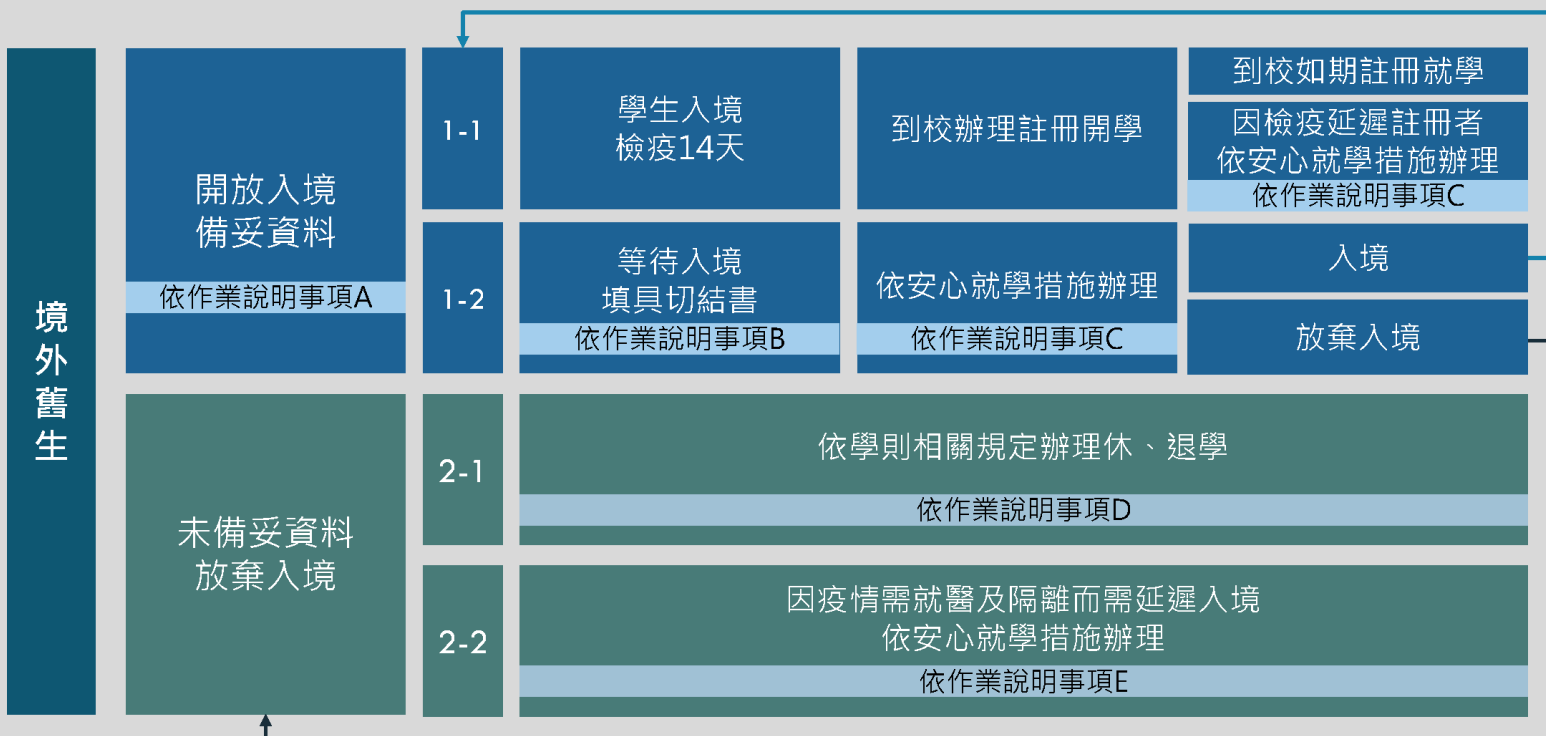 境外舊生
開放入境
備妥資料
依作業說明事項A
1-1
學生入境
檢疫14天
到校辦理註冊開學
到校如期註冊就學
因檢疫延遲註冊者
依安心就學措施辦理
依作業說明事項C
1-2
等待入境
填具切結書
依作業說明事項B
依安心就學措施辦理
依作業說明事項C
入境
放棄入境
未備妥資料
放棄入境
2-1
依學則相關規定辦理休、退學
依作業說明事項D
2-2
因疫情需就醫及隔離而需延遲入境
依安心就學措施辦理
依作業說明事項E